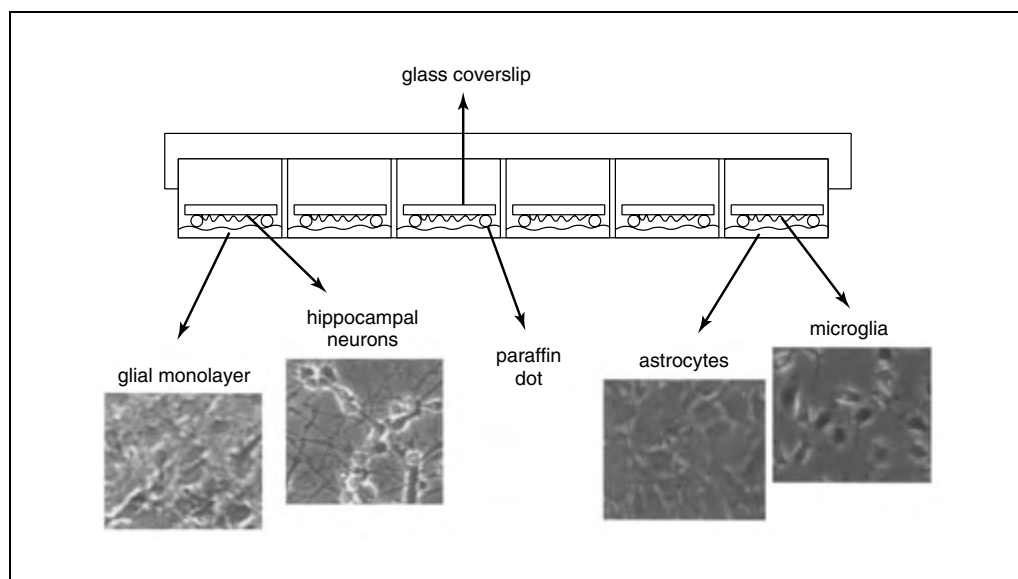 glass coverslip
hippocampal
neurons
microglia
paraffin
dot
astrocytes
glial monolayer